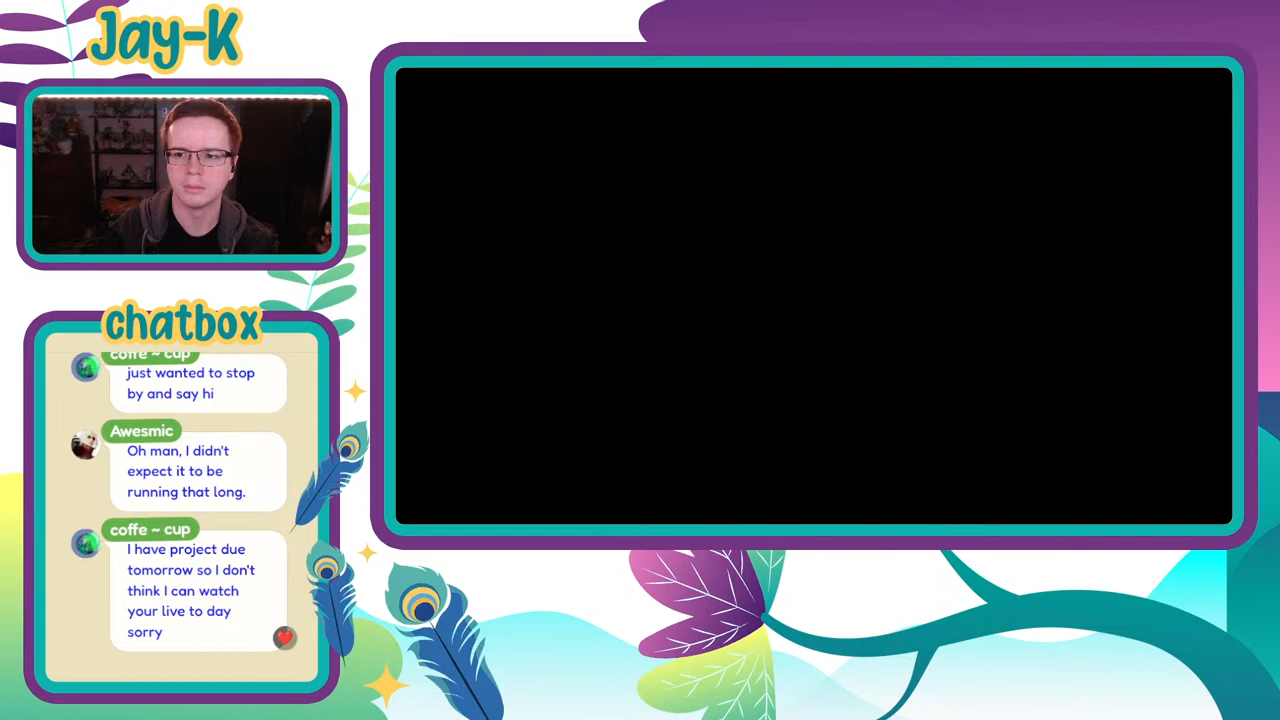 Jay-K
chatbox
coffe ~ cup
just wanted to stop
by and say hi
Awesmic
Oh man, I didn't
expect it to be
running that long.
coffe ~ cup
I have project due
tomorrow so I don't
think I can watch
your live to day
sorry